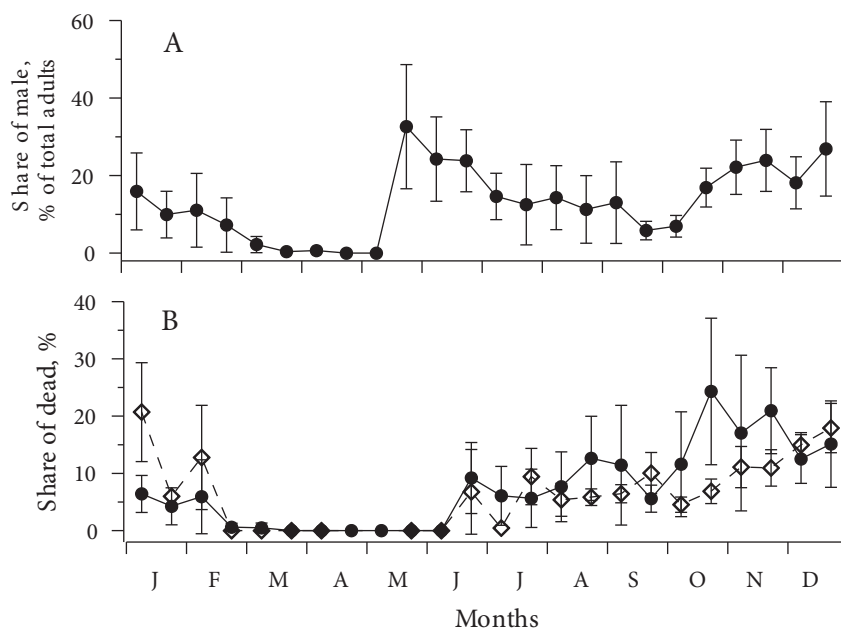 A
Share of male,
% of total adults
60
40
20
0
B
Share of dead, %
40
30
20
10
0
J F M A M J J A S O N D
Months